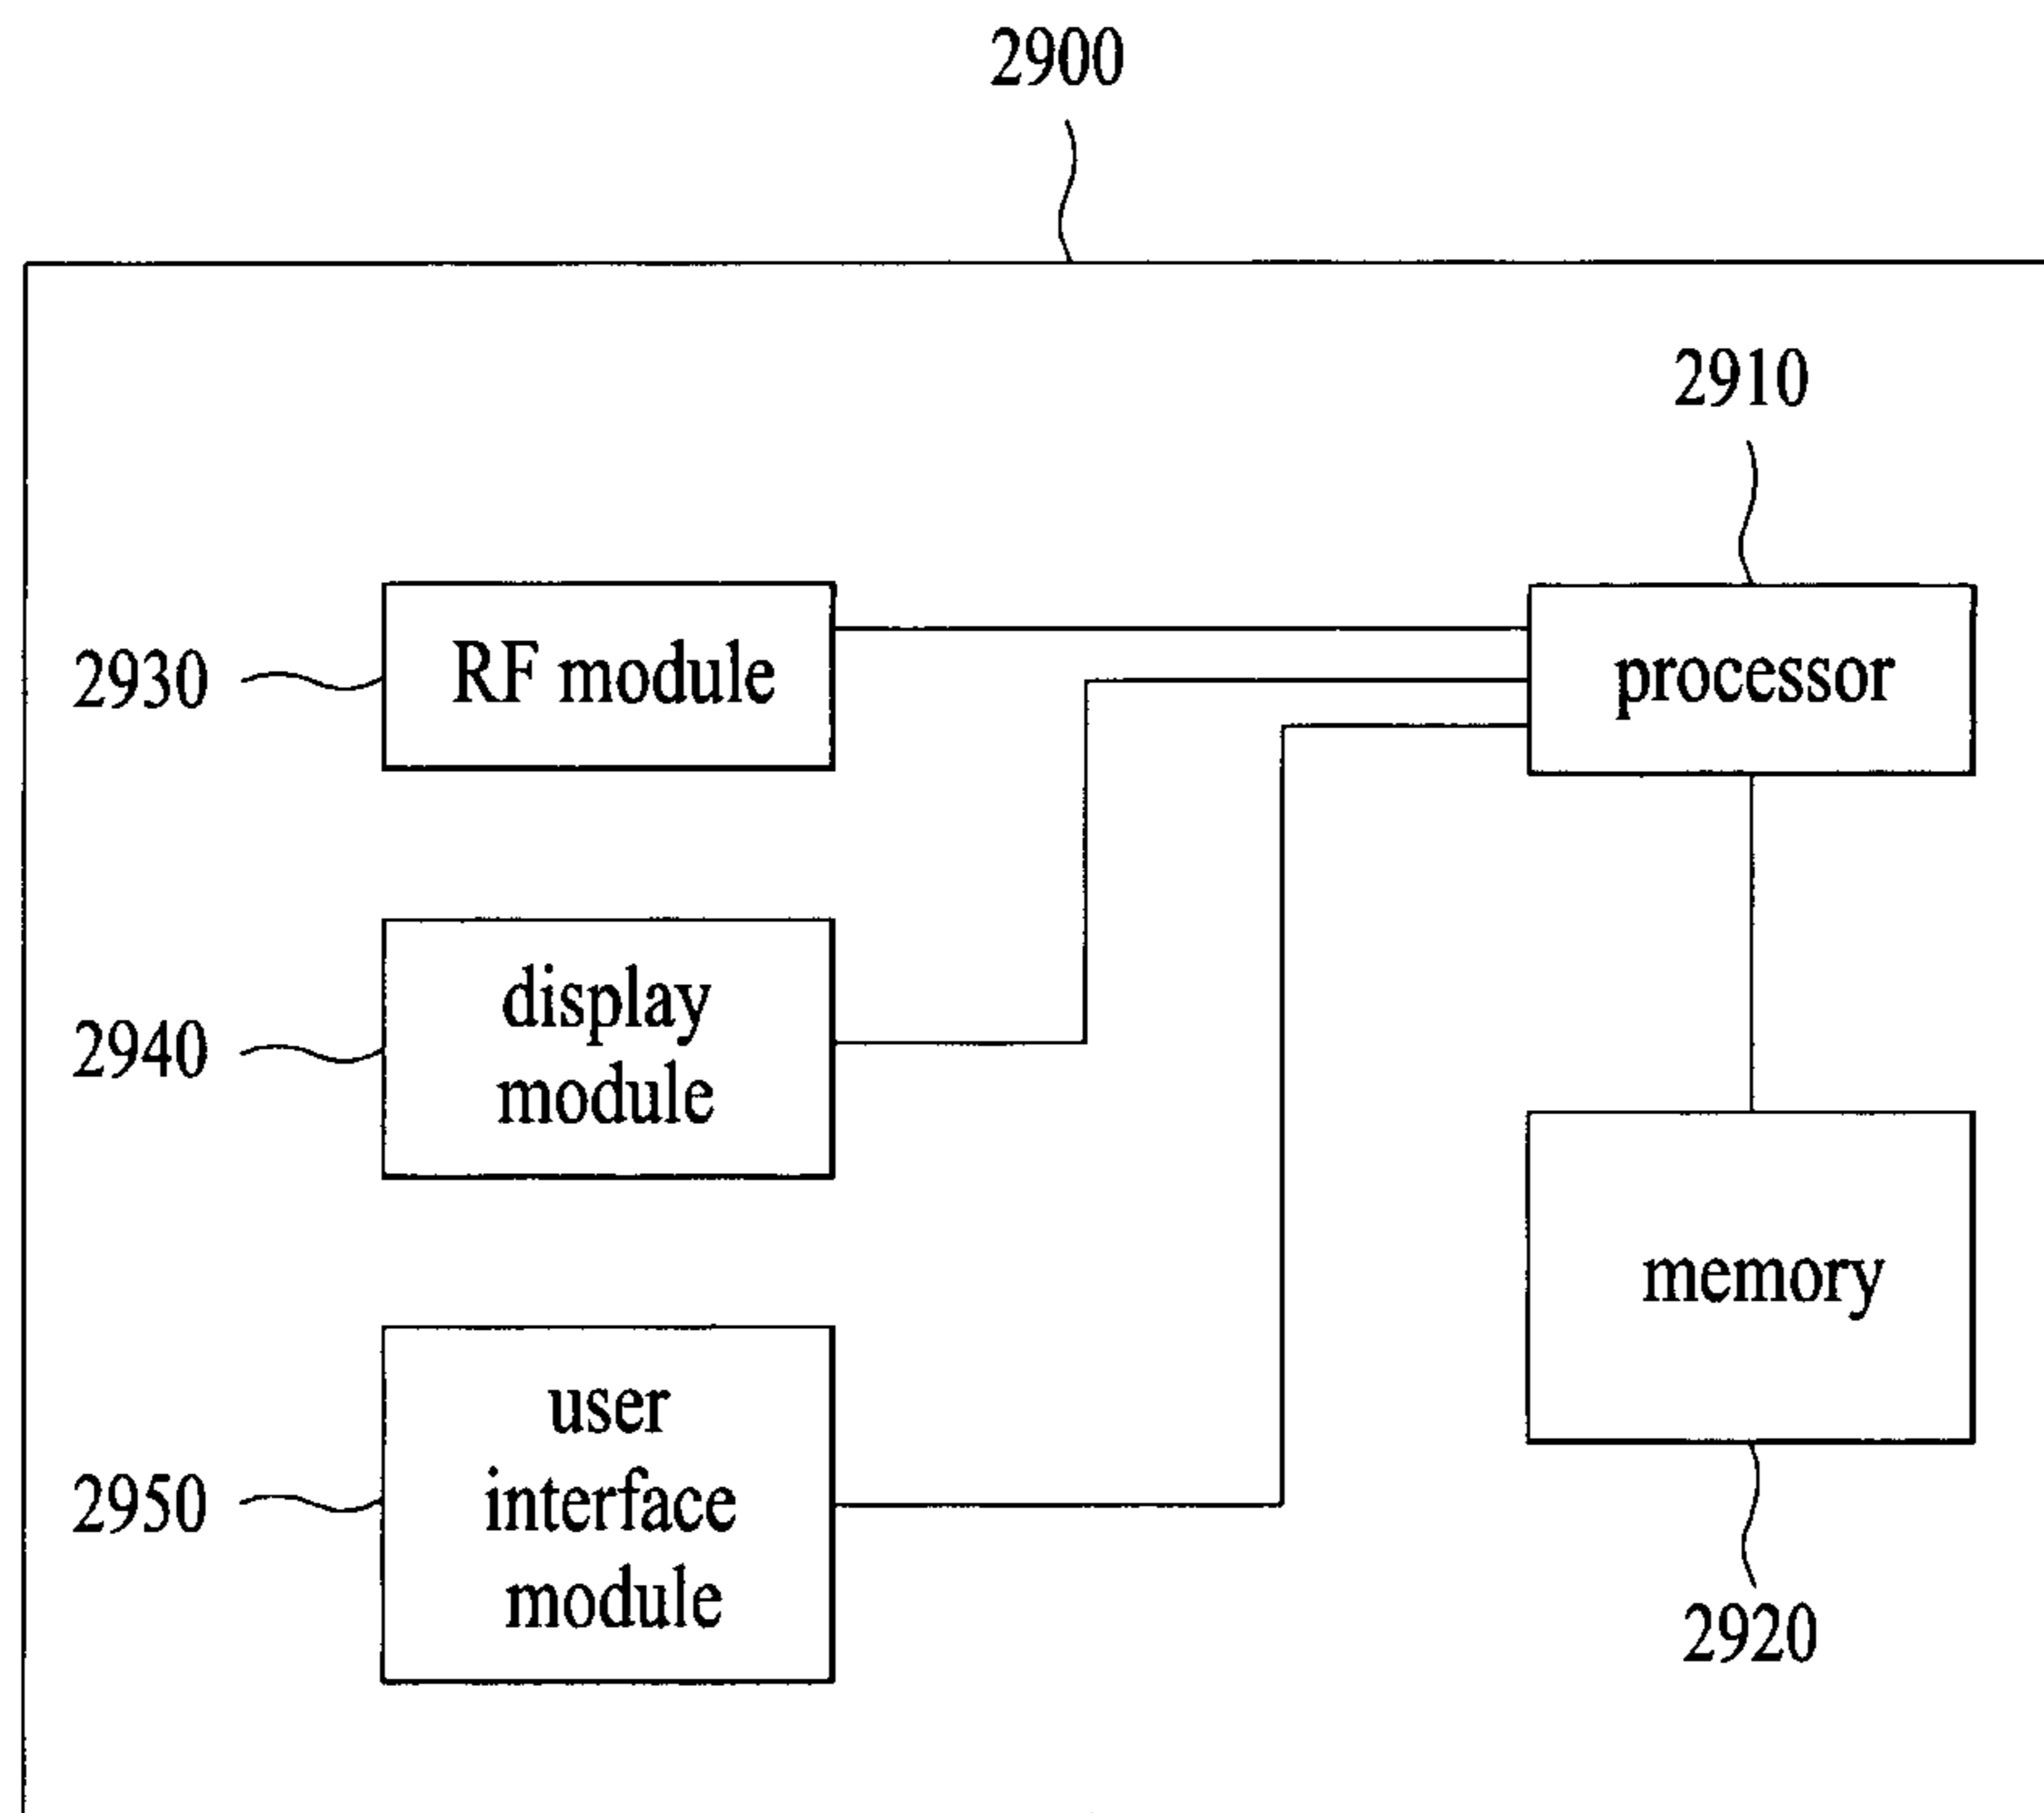 2900
2910
2930
RF module
processor
2940
display
module
memory
2950
user
interface
module
2920